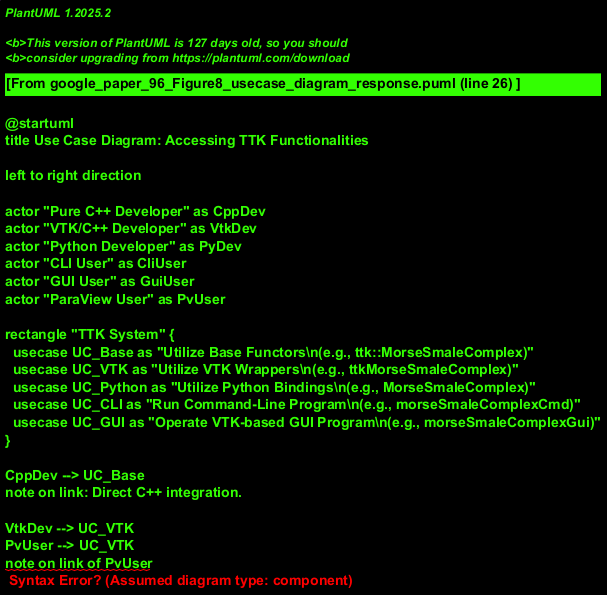 PlantUML 1.2025.2
<b>This version of PlantUML is 127 days old, so you should
<b>consider upgrading from https://plantuml.com/download
[From google_paper_96_Figure8_usecase_diagram_response.puml (line 26) ]
@startuml
title Use Case Diagram: Accessing TTK Functionalities
left to right direction
actor "Pure C++ Developer" as CppDev
actor "VTK/C++ Developer" as VtkDev
actor "Python Developer" as PyDev
actor "CLI User" as CliUser
actor "GUI User" as GuiUser
actor "ParaView User" as PvUser
rectangle "TTK System" {
  usecase UC_Base as "Utilize Base Functors\n(e.g., ttk::MorseSmaleComplex)"
  usecase UC_VTK as "Utilize VTK Wrappers\n(e.g., ttkMorseSmaleComplex)"
  usecase UC_Python as "Utilize Python Bindings\n(e.g., MorseSmaleComplex)"
  usecase UC_CLI as "Run Command-Line Program\n(e.g., morseSmaleComplexCmd)"
  usecase UC_GUI as "Operate VTK-based GUI Program\n(e.g., morseSmaleComplexGui)"
}
CppDev --> UC_Base
note on link: Direct C++ integration.
VtkDev --> UC_VTK
PvUser --> UC_VTK
note on link of PvUser
Syntax Error? (Assumed diagram type: component)